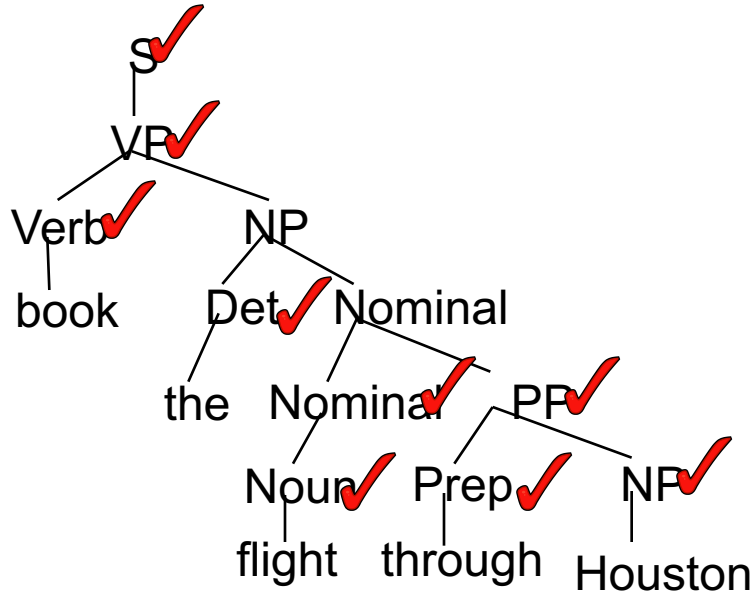 S
VP
Verb NP
book Det Nominal
the Nominal PP
Noun Prep NP
flight through Houston